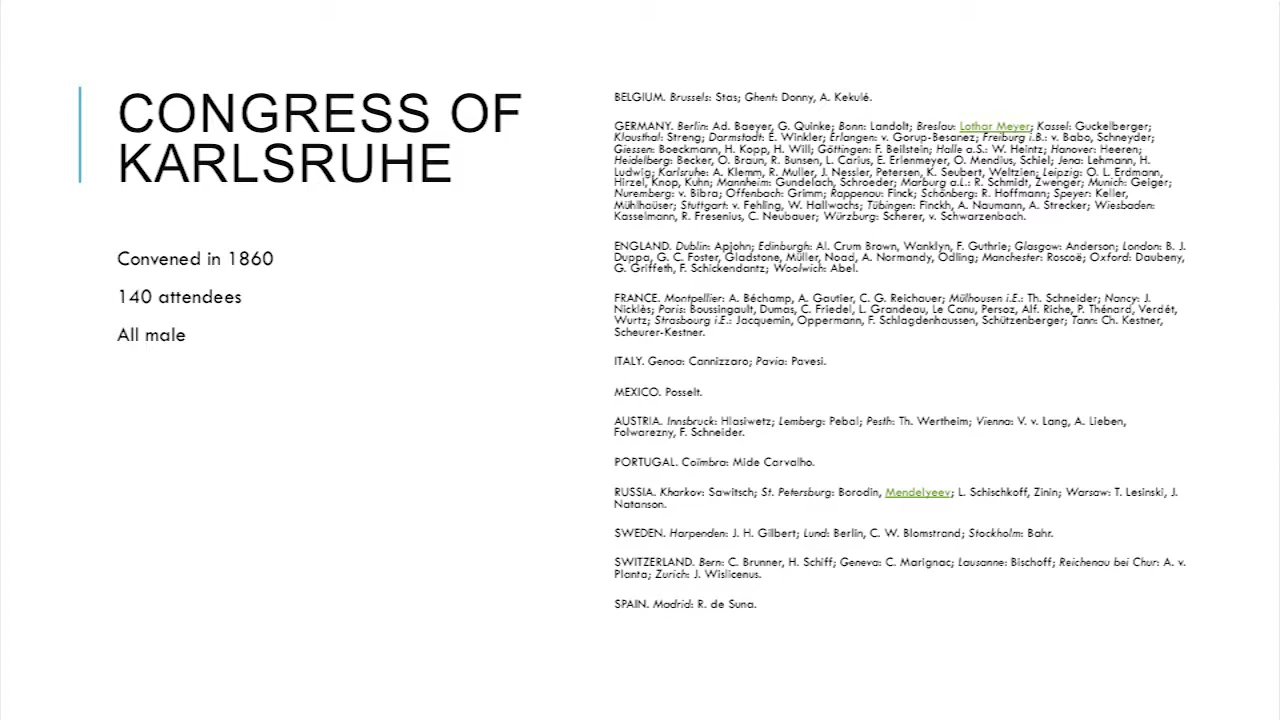 CONGRESS OF
KARLSRUHE
Convened in 1860
140 attendees
All male
BELGIUM. Brussels: Stas; Ghent: Donny, A. Kekulé.
GERMANY. Berlin: Ad. Baeyer, G. Quinke; Bonn: Landolt; Breslau: Lothar Meyer; Kassel: Guckelberger;
Klausthal: Streng; Darmstadt: E. Winkler; Erlangen: v. Gorup-Besanez; Freiburg i.B.: v. Babo, Schneyder;
Giessen: Boeckmann, H. Kopp, H. Will; Göttingen: F. Beilstein; Halle a.S.: W. Heintz; Hanover: Heeren;
Heidelberg: Becker, O. Braun, R. Bunsen, L. Carius, E. Erlenmeyer, O. Mendius, Schiel; Jena: Lehmann, H.
Ludwig; Karlsruhe: A. Klemm, R. Muller, J. Nessler, Petersen, K. Seubert, Weltzien; Leipzig: O. L. Erdmann,
Hirzel, Knop, Kuhn; Mannheim: Gundelach, Schroeder; Marburg a.L.: R. Schmidt, Zwenger; Munich: Geiger;
Nuremberg: v. Bibra; Offenbach: Grimm; Rappenau: Finck; Schönberg: R. Hoffmann; Speyer: Keller,
Mühlhaüser; Stuttgart: v. Fehling, W. Hallwachs; Tübingen: Finckh, A. Naumann, A. Strecker; Wiesbaden:
Kasselmann, R. Fresenius, C. Neubauer; Würzburg: Scherer, v. Schwarzenbach.
ENGLAND. Dublin: Apjohn; Edinburgh: Al. Crum Brown, Wanklyn, F. Guthrie; Glasgow: Anderson; London: B. J.
Duppa, G. C. Foster, Gladstone, Müller, Noad, A. Normandy, Odling; Manchester: Roscoë; Oxford: Daubeny,
G. Griffeth, F. Schickendantz; Woolwich: Abel.
FRANCE. Montpellier: A. Béchamp, A. Gautier, C. G. Reichauer; Mülhousen i.E.: Th. Schneider; Nancy: J.
Nicklès; Paris: Boussingault, Dumas, C. Friedel, L. Grandeau, Le Canu, Persoz, Alf. Riche, P. Thénard, Verdét,
Wurtz; Strasbourg i.E.: Jacquemin, Oppermann, F. Schlagdenhaussen, Schützenberger; Tann: Ch. Kestner,
Scheurer-Kestner.
ITALY. Genoa: Cannizzaro; Pavia: Pavesi.
MEXICO. Posselt.
AUSTRIA. Innsbruck: Hlasiwetz; Lemberg: Pebal; Pesth: Th. Wertheim; Vienna: V. v. Lang, A. Lieben,
Folwarezny, F. Schneider.
PORTUGAL. Coïmbra: Mide Carvalho.
RUSSIA. Kharkov: Sawitsch; St. Petersburg: Borodin, Mendelyeev; L. Schischkoff, Zinin; Warsaw: T. Lesinski, J.
Natanson.
SWEDEN. Harpenden: J. H. Gilbert; Lund: Berlin, C. W. Blomstrand; Stockholm: Bahr.
SWITZERLAND. Bern: C. Brunner, H. Schiff; Geneva: C. Marignac; Lausanne: Bischoff; Reichenau bei Chur: A. v.
Planta; Zurich: J. Wislicenus.
SPAIN. Madrid: R. de Suna.